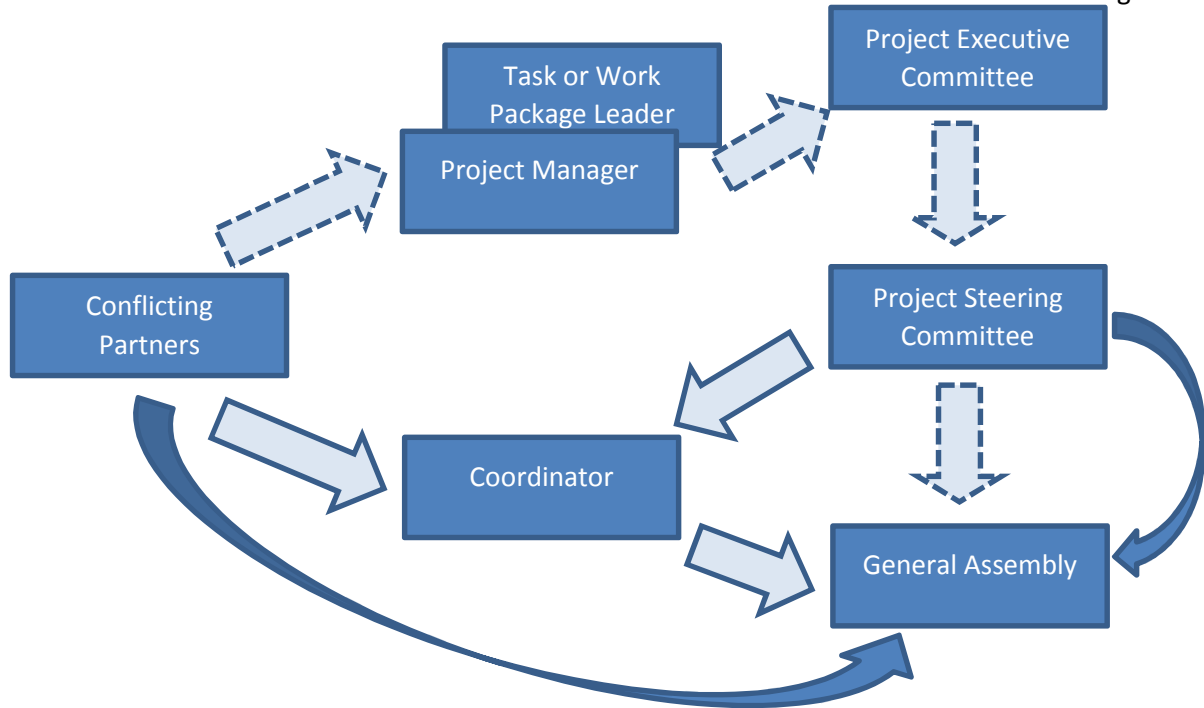 Project Executive
Committee
Task or Work
Package Leader
Project Manager
Conflicting
Partners
Project Steering
Committee
Coordinator
General Assembly